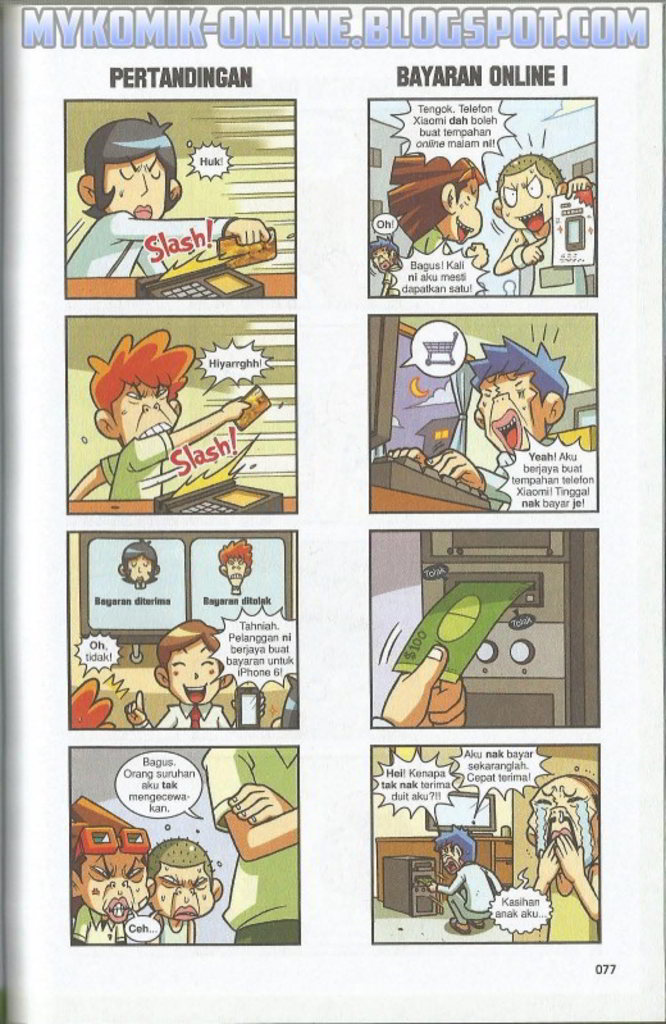 MYKOMIK-ONLINE.BLOGSPOT.COM
PERTANDINGAN
Huk!
Slash!
Hiyarrghh!
Slash!
Bayaran diterima
Bayaran ditolak
Oh,
tidak!
Tahniah.
Pelanggan ni
berjaya buat
bayaran untuk
iPhone 6!
Bagus.
Orang suruhan
aku tak
mengecewa-
kan.
Ceh...
BAYARAN ONLINE I
Tengok. Telefon
Xiaomi dah boleh
buat tempahan
online malam ni!
Oh!
Bagus! Kali
ni aku mesti
dapatkan satu!
Yeah! Aku
berjaya buat
tempahan telefon
Xiaomi! Tinggal
nak bayar je!
Tolak
Tolak
$100
Hei! Kenapa
tak nak terima
duit aku?!!
Aku nak bayar
sekaranglah.
Cepat terima!
Kasihan
anak aku...
077